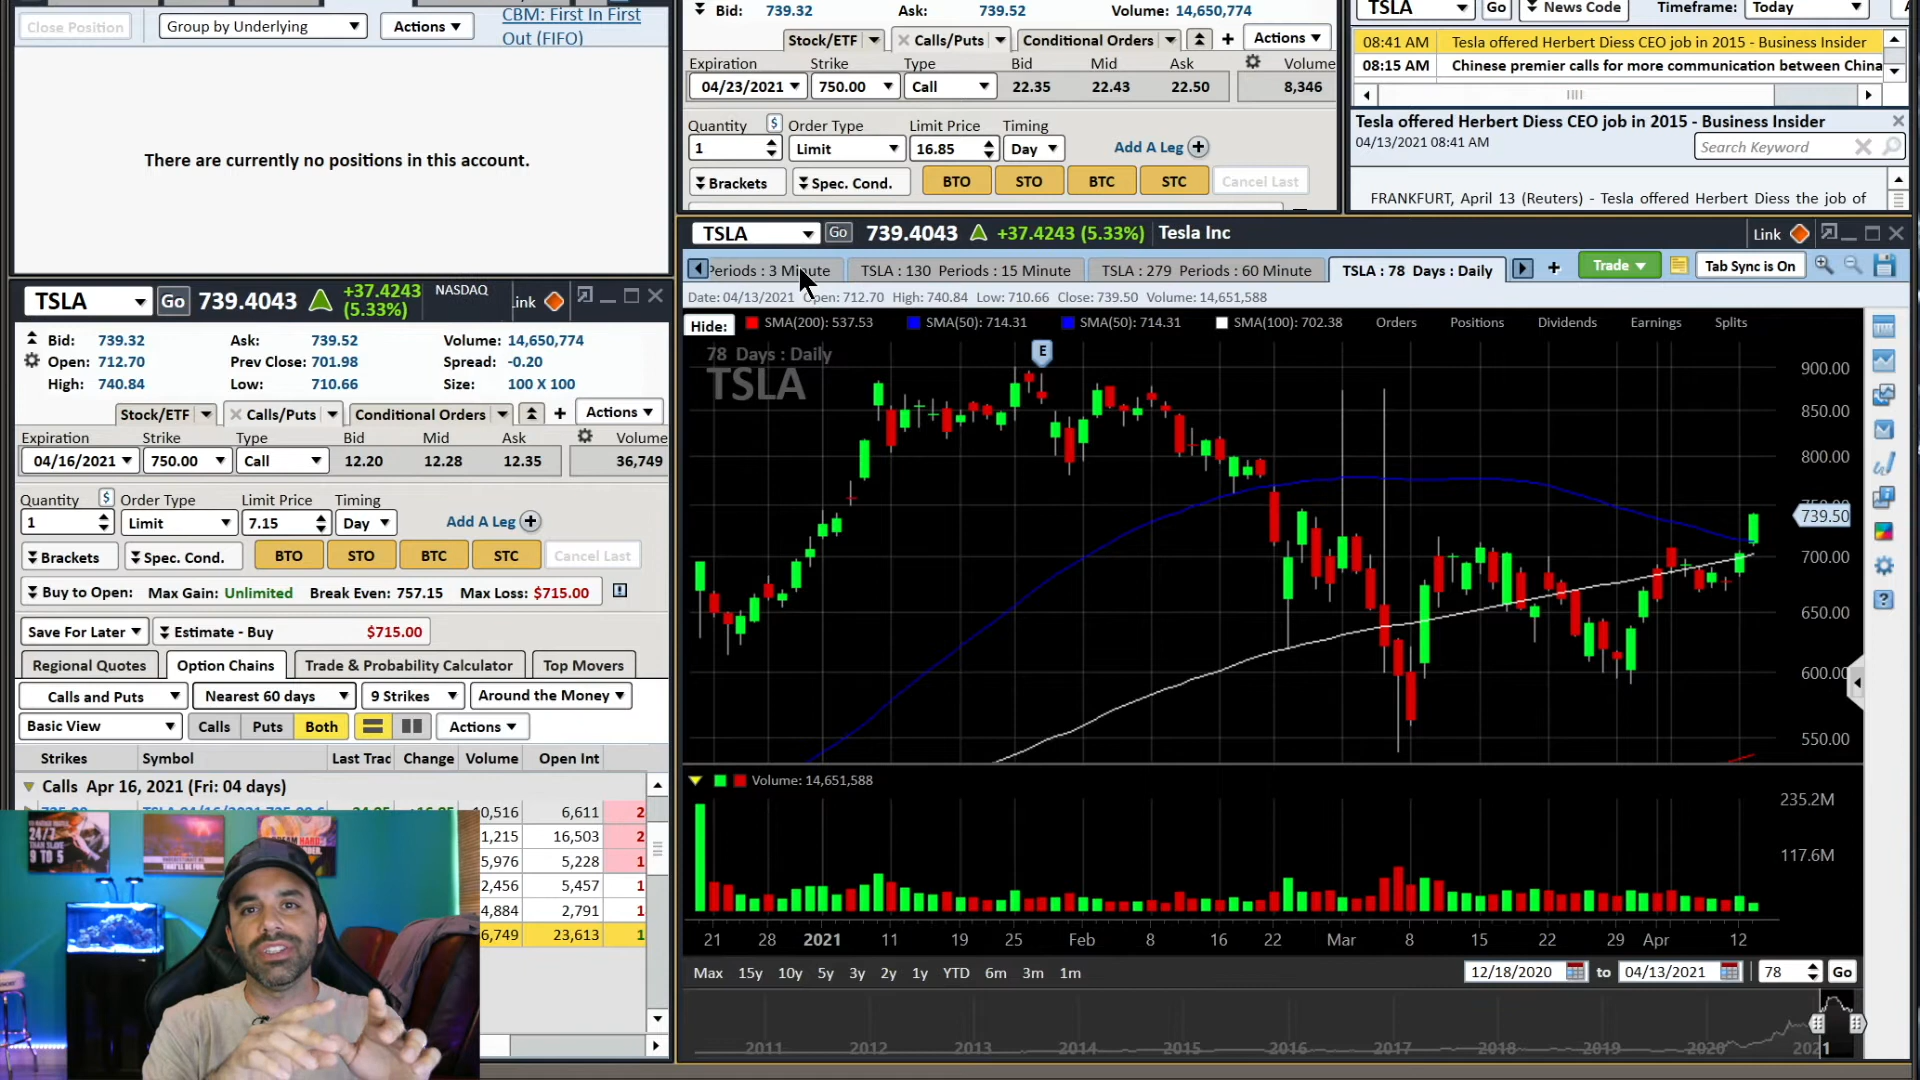 Close Position
Group by Underlying
Actions
CBM: First In First
Out (FIFO)
There are currently no positions in this account.
TSLA Go 739.4043 +37.4243
(5.33%)
NASDAQ
Bid: 739.32 Ask: 739.52 Volume: 14,650,774
Open: 712.70 Prev Close: 701.98 Spread: -0.20
High: 740.84 Low: 710.66 Size: 100 X 100
Stock/ETF Calls/Puts Conditional Orders + Actions
Expiration Strike Type Bid Mid Ask Volume
04/16/2021 750.00 Call 12.20 12.28 12.35 36,749
Quantity $ Order Type Limit Price Timing
1 Limit 7.15 Day Add A Leg +
Brackets Spec. Cond. BTO STO BTC STC Cancel Last
Buy to Open: Max Gain: Unlimited Break Even: 757.15 Max Loss: $715.00
Save For Later Estimate - Buy $715.00
Regional Quotes Option Chains Trade & Probability Calculator Top Movers
Calls and Puts Nearest 60 days 9 Strikes Around the Money
Basic View Calls Puts Both Actions
Strikes Symbol Last Trac Change Volume Open Int
Calls Apr 16, 2021 (Fri: 04 days)
0,516 6,611 2
1,215 16,503 2
5,976 5,228 1
2,456 5,457 1
4,884 2,791 1
6,749 23,613 1
24/7
9 TO 5
Bid: 739.32 Ask: 739.52 Volume: 14,650,774
Stock/ETF Calls/Puts Conditional Orders + Actions
Expiration Strike Type Bid Mid Ask Volume
04/23/2021 750.00 Call 22.35 22.43 22.50 8,346
Quantity $ Order Type Limit Price Timing
1 Limit 16.85 Day Add A Leg +
Brackets Spec. Cond. BTO STO BTC STC Cancel Last
TSLA Go News Code Timeframe: Today
08:41 AM Tesla offered Herbert Diess CEO job in 2015 - Business Insider
08:15 AM Chinese premier calls for more communication between China
Tesla offered Herbert Diess CEO job in 2015 - Business Insider
04/13/2021 08:41 AM
Search Keyword
FRANKFURT, April 13 (Reuters) - Tesla offered Herbert Diess the job of
TSLA Go 739.4043 +37.4243 (5.33%) Tesla Inc Link
Periods : 3 Minute TSLA : 130 Periods : 15 Minute TSLA : 279 Periods : 60 Minute TSLA : 78 Days : Daily + Trade Tab Sync is On
Date: 04/13/2021 Open: 712.70 High: 740.84 Low: 710.66 Close: 739.50 Volume: 14,651,588
Hide: SMA(200): 537.53 SMA(50): 714.31 SMA(50): 714.31 SMA(100): 702.38 Orders Positions Dividends Earnings Splits
78 Days : Daily
TSLA
E
900.00
850.00
800.00
739.50
700.00
650.00
600.00
550.00
Volume: 14,651,588
235.2M
117.6M
21 28 2021 11 19 25 Feb 8 16 22 Mar 8 15 22 29 Apr 12
Max 15y 10y 5y 3y 2y 1y YTD 6m 3m 1m 12/18/2020 to 04/13/2021 78 Go
2011 2012 2013 2014 2015 2016 2017 2018 2019 2020